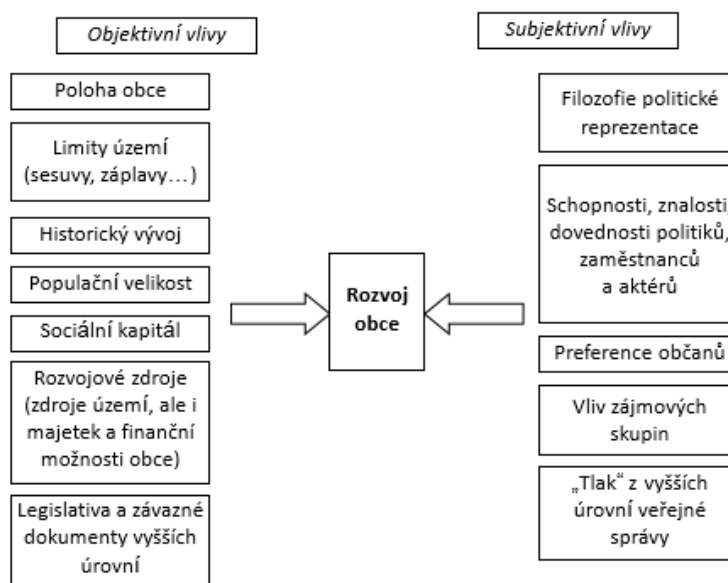 Objektivní vlivy
Poloha obce
Limity území
(sesuvy, záplavy…)
Historický vývoj
Populační velikost
Sociální kapitál
Rozvojové zdroje
(zdroje území, ale i
majetek a finanční
možnosti obce)
Legislativa a závazné
dokumenty vyšších
úrovní
Rozvoj
obce
Subjektivní vlivy
Filozofie politické
reprezentace
Schopnosti, znalosti,
dovednosti politiků,
zaměstnanců
a aktérů
Preference občanů
Vliv zájmových
skupin
„Tlak“ z vyšších
úrovní veřejné
správy